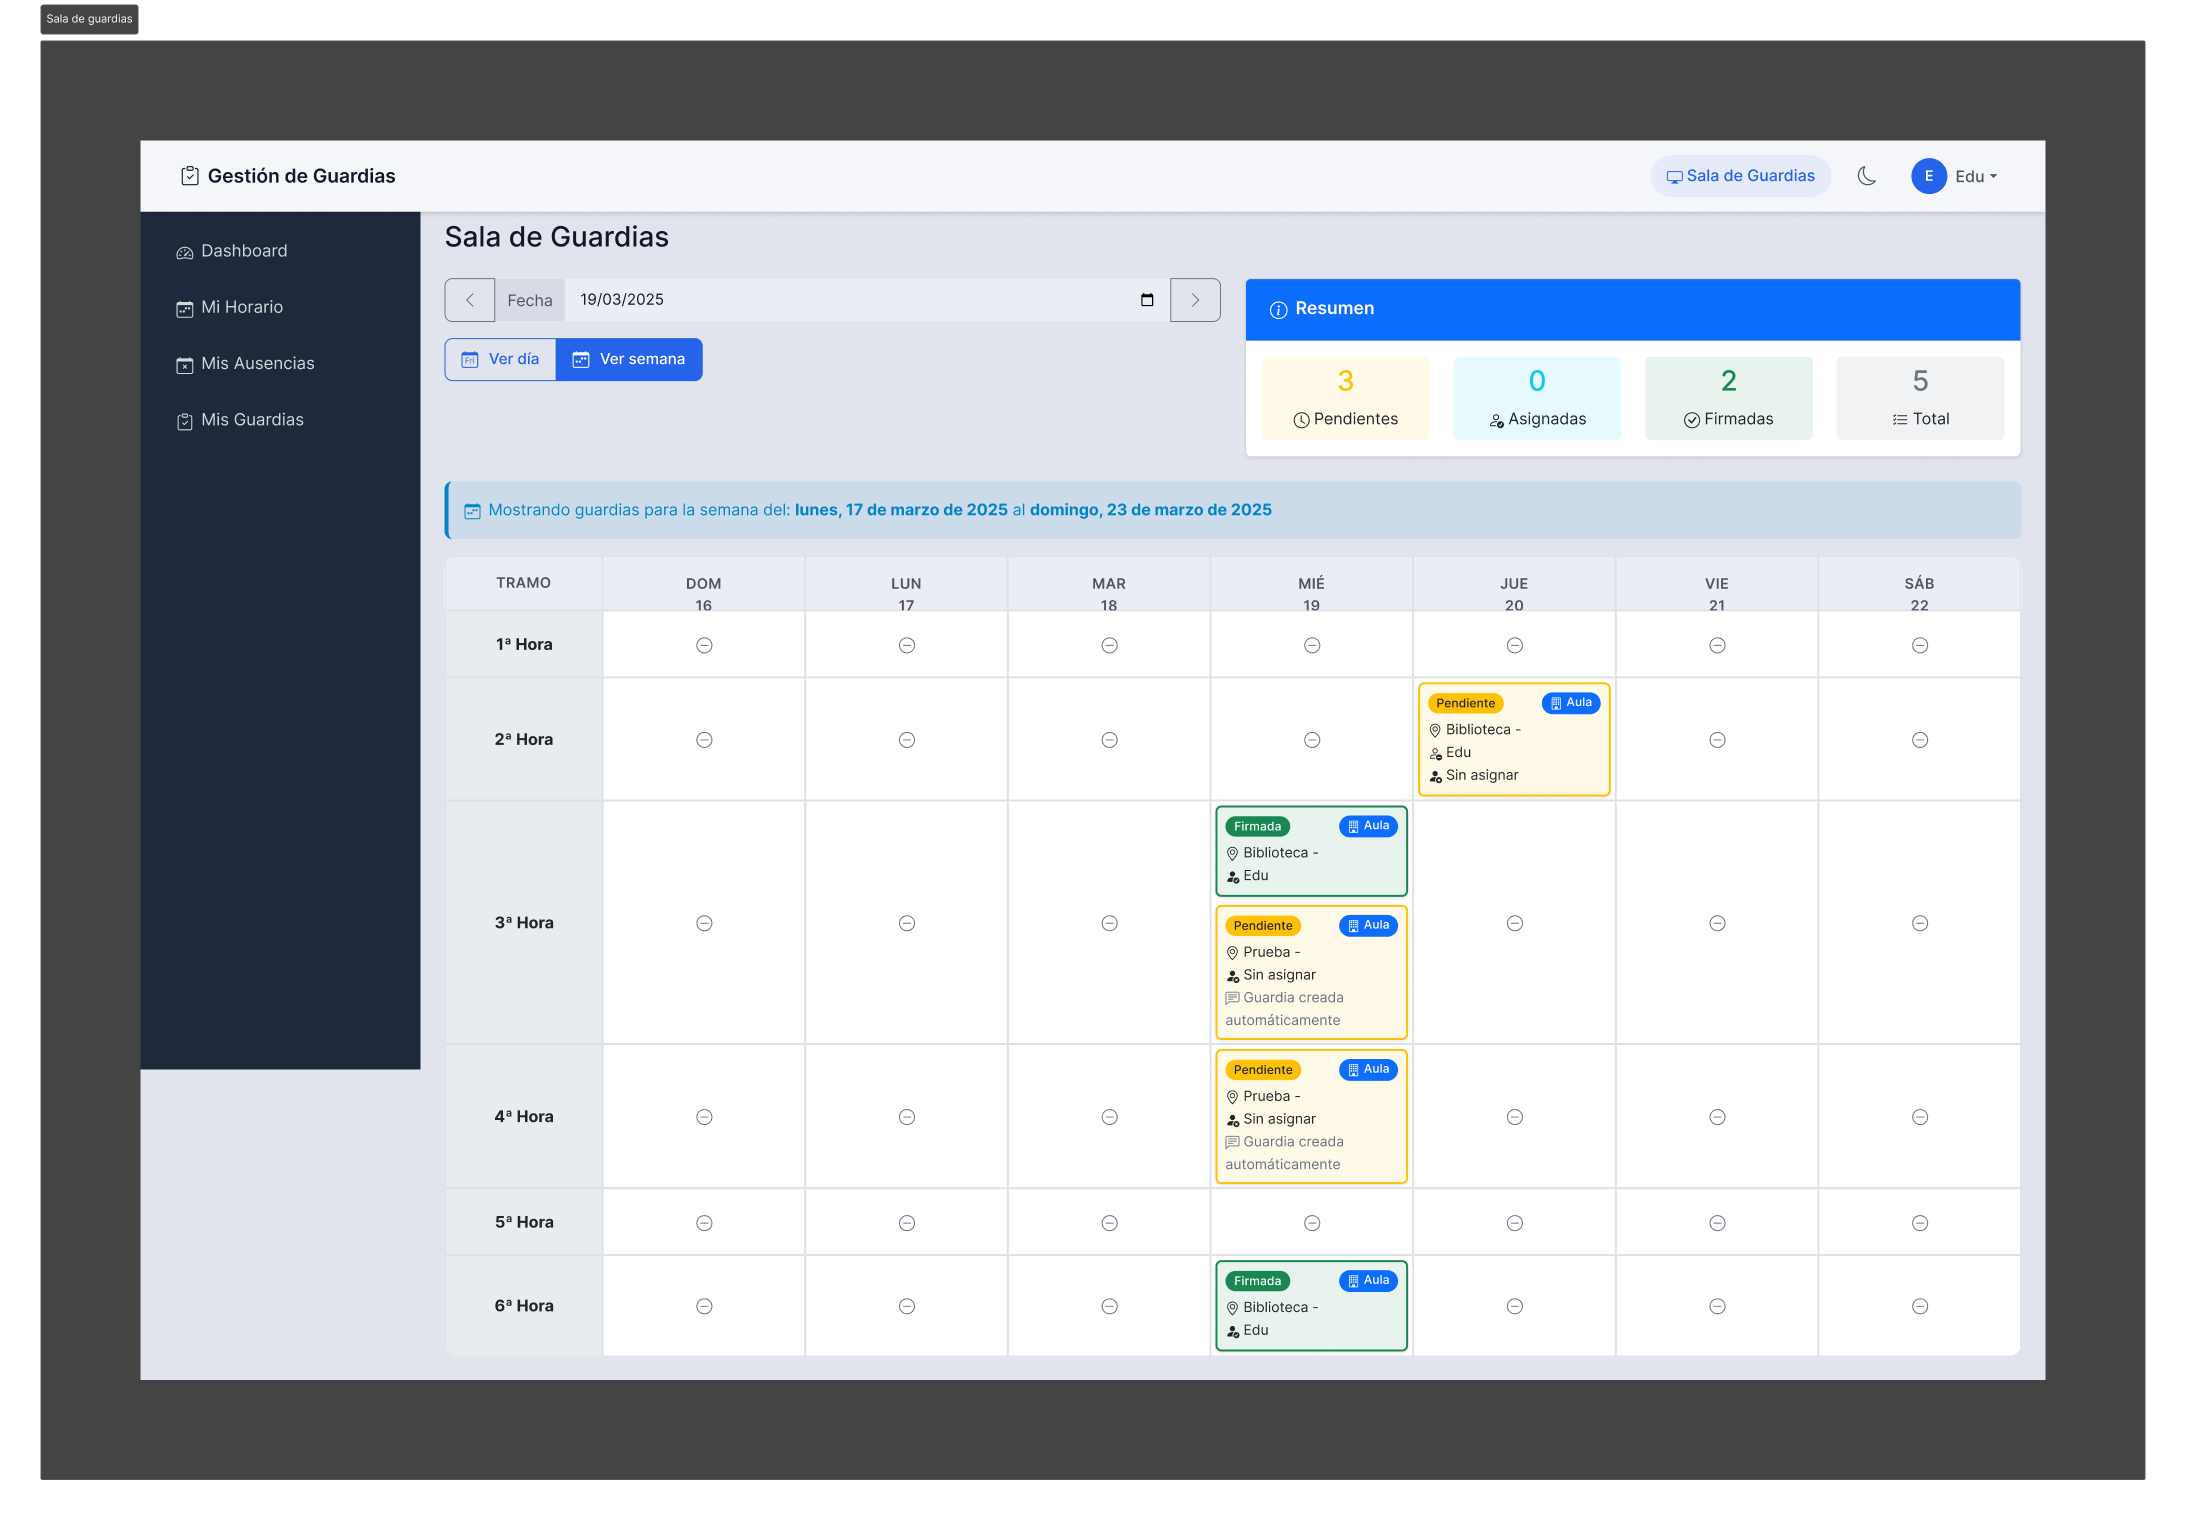 Sala de guardias
Gestión de Guardias
Sala de Guardias
E
Edu
Dashboard
Mi Horario
Mis Ausencias
Mis Guardias
Sala de Guardias
Fecha
19/03/2025
Ver día
Ver semana
Resumen
3
Pendientes
0
Asignadas
2
Firmadas
5
Total
Mostrando guardias para la semana del: lunes, 17 de marzo de 2025 al domingo, 23 de marzo de 2025
TRAMO
DOM
16
LUN
17
MAR
18
MIÉ
19
JUE
20
VIE
21
SÁB
22
1ª Hora
2ª Hora
Pendiente
Aula
Biblioteca -
Edu
Sin asignar
3ª Hora
Firmada
Aula
Biblioteca -
Edu
Pendiente
Aula
Prueba -
Sin asignar
Guardia creada
automáticamente
4ª Hora
Pendiente
Aula
Prueba -
Sin asignar
Guardia creada
automáticamente
5ª Hora
6ª Hora
Firmada
Aula
Biblioteca -
Edu